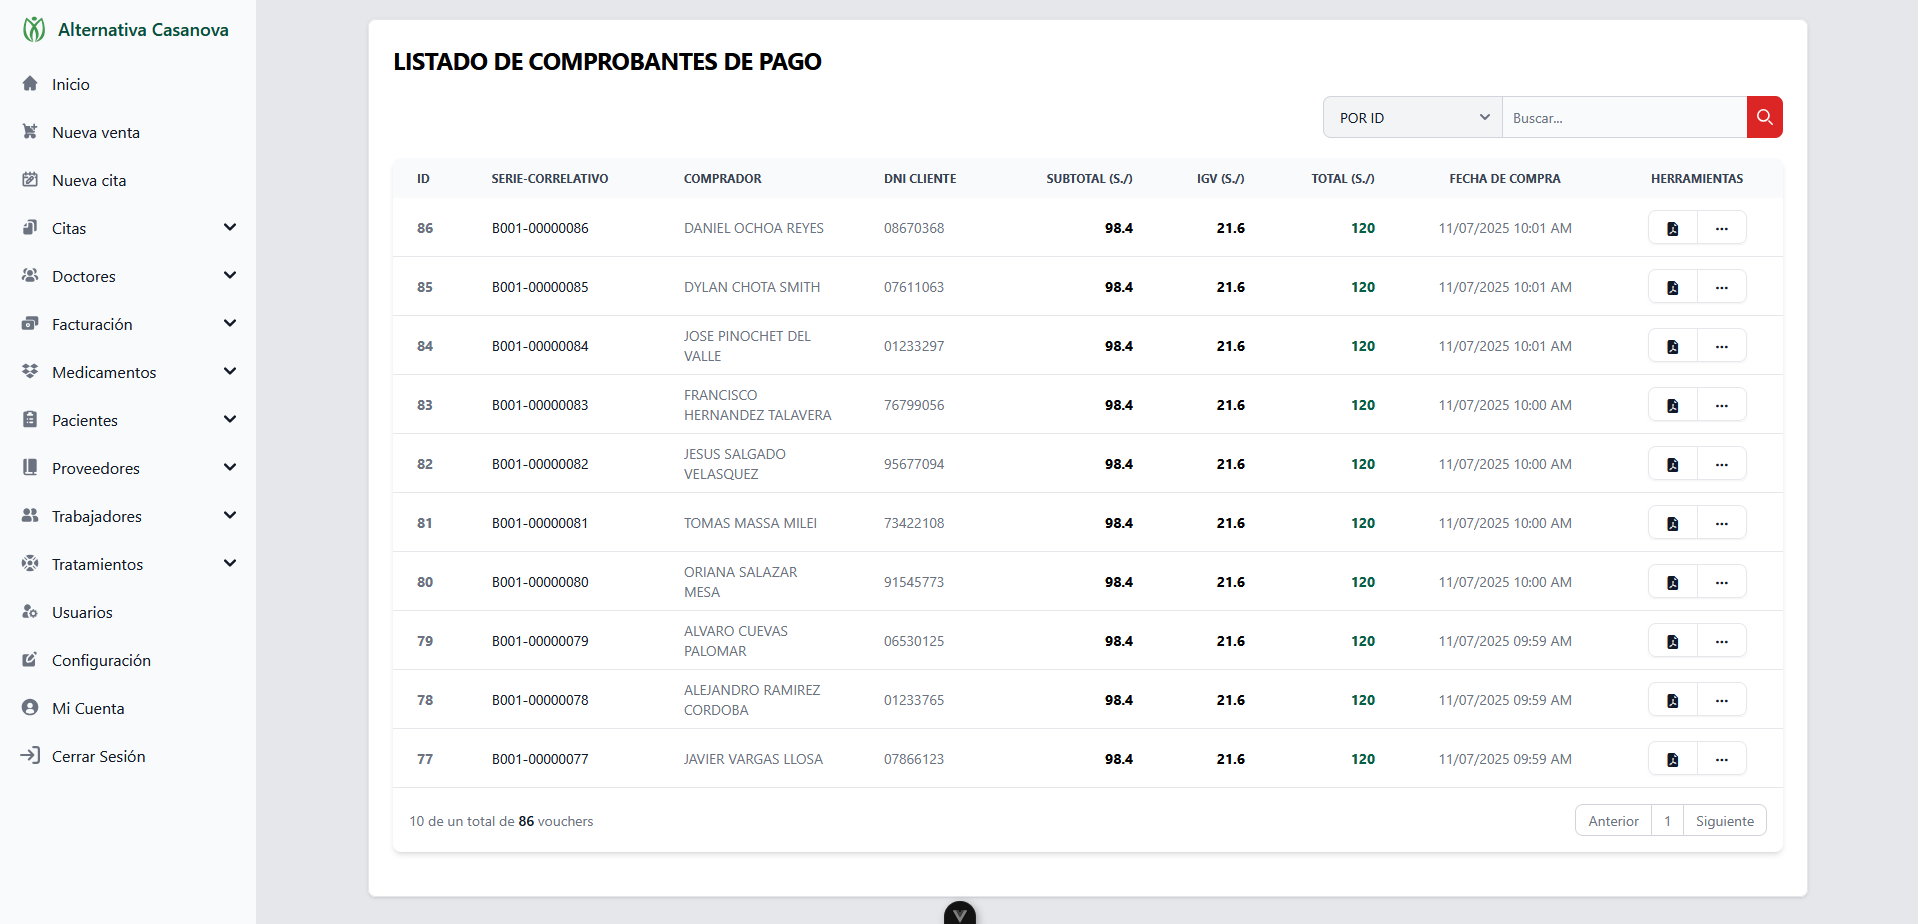 Alternativa Casanova
Inicio
Nueva venta
Nueva cita
Citas
Doctores
Facturación
Medicamentos
Pacientes
Proveedores
Trabajadores
Tratamientos
Usuarios
Configuración
Mi Cuenta
Cerrar Sesión
LISTADO DE COMPROBANTES DE PAGO
POR ID Buscar...
ID SERIE-CORRELATIVO COMPRADOR DNI CLIENTE SUBTOTAL (S./) IGV (S./) TOTAL (S./) FECHA DE COMPRA HERRAMIENTAS
86 B001-00000086 DANIEL OCHOA REYES 08670368 98.4 21.6 120 11/07/2025 10:01 AM
85 B001-00000085 DYLAN CHOTA SMITH 07611063 98.4 21.6 120 11/07/2025 10:01 AM
84 B001-00000084 JOSE PINOCHET DEL VALLE 01233297 98.4 21.6 120 11/07/2025 10:01 AM
83 B001-00000083 FRANCISCO HERNANDEZ TALAVERA 76799056 98.4 21.6 120 11/07/2025 10:00 AM
82 B001-00000082 JESUS SALGADO VELASQUEZ 95677094 98.4 21.6 120 11/07/2025 10:00 AM
81 B001-00000081 TOMAS MASSA MILEI 73422108 98.4 21.6 120 11/07/2025 10:00 AM
80 B001-00000080 ORIANA SALAZAR MESA 91545773 98.4 21.6 120 11/07/2025 10:00 AM
79 B001-00000079 ALVARO CUEVAS PALOMAR 06530125 98.4 21.6 120 11/07/2025 09:59 AM
78 B001-00000078 ALEJANDRO RAMIREZ CORDOBA 01233765 98.4 21.6 120 11/07/2025 09:59 AM
77 B001-00000077 JAVIER VARGAS LLOSA 07866123 98.4 21.6 120 11/07/2025 09:59 AM
10 de un total de 86 vouchers Anterior 1 Siguiente